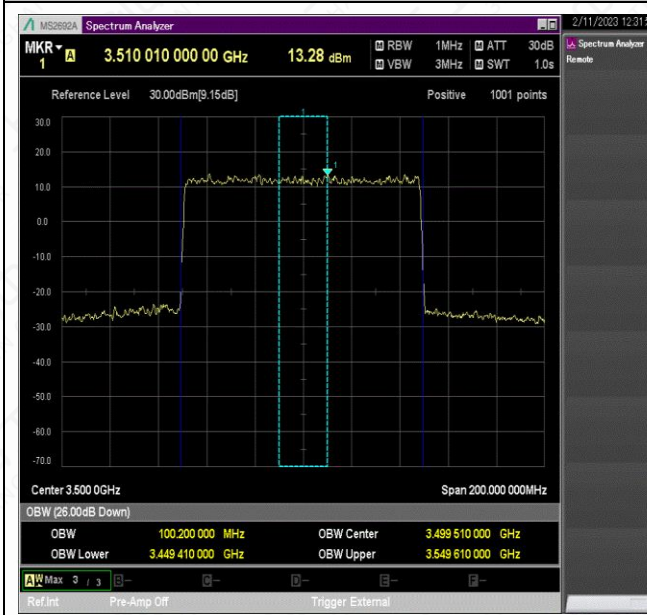 MS2692A Spectrum Analyzer
2/11/2023 12:31:5
MKR 1 A 3.510 010 000 00 GHz 13.28 dBm M RBW 1MHz M ATT 30dB
M VBW 3MHz M SWT 1.0s
Spectrum Analyzer
Remote
Reference Level 30.00dBm[9.15dB] Positive 1001 points
1
30.0
20.0
1
10.0
0.0
-10.0
-20.0
-30.0
-40.0
-50.0
-60.0
-70.0
Center 3.500 0GHz Span 200.000 000MHz
OBW (26.00dB Down)
OBW 100.200 000 MHz OBW Center 3.499 510 000 GHz
OBW Lower 3.449 410 000 GHz OBW Upper 3.549 610 000 GHz
A W Max 3 / 3 B- C- D- E- F-
Ref.Int Pre-Amp Off Trigger External